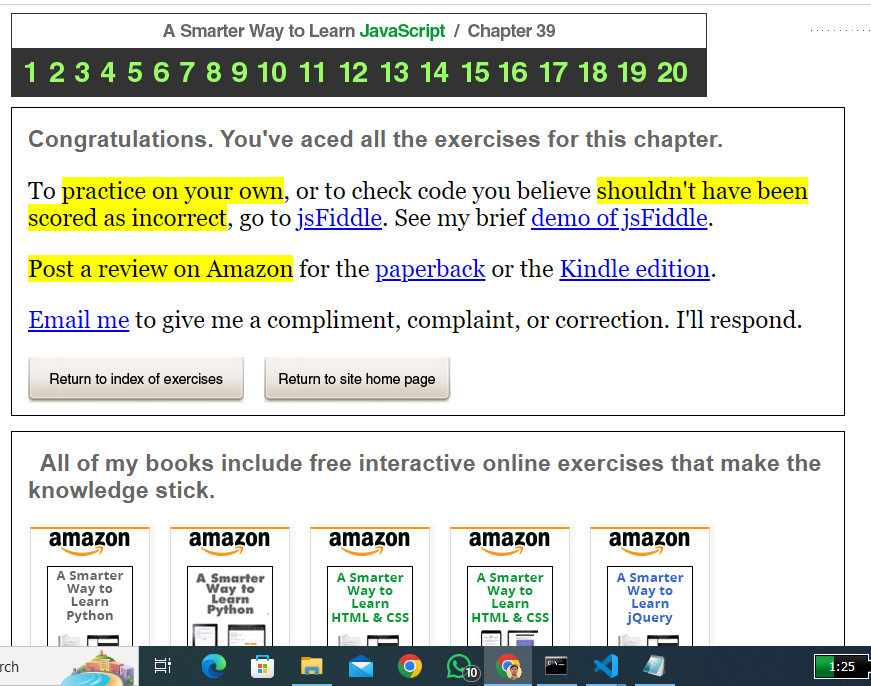 A Smarter Way to Learn JavaScript / Chapter 39
1 2 3 4 5 6 7 8 9 10 11 12 13 14 15 16 17 18 19 20
Congratulations. You've aced all the exercises for this chapter.
To practice on your own, or to check code you believe shouldn't have been
scored as incorrect, go to jsFiddle. See my brief demo of jsFiddle.
Post a review on Amazon for the paperback or the Kindle edition.
Email me to give me a compliment, complaint, or correction. I'll respond.
Return to index of exercises Return to site home page
All of my books include free interactive online exercises that make the
knowledge stick.
amazon amazon amazon amazon amazon
A Smarter A Smarter A Smarter A Smarter A Smarter
Way to Way to Way to Way to Way to
Learn Learn Learn Learn Learn
Python Python HTML & CSS HTML & CSS jQuery
rch 10 1:25